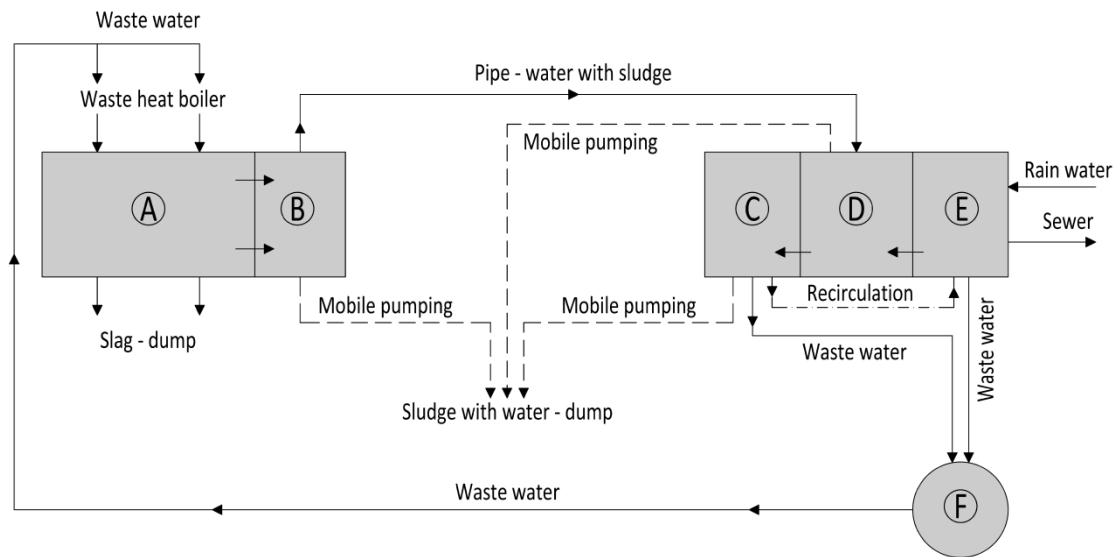 Waste water
Waste heat boiler
Pipe - water with sludge
Mobile pumping
Rain water
A
B
C
D
E
Sewer
Recirculation
Mobile pumping
Mobile pumping
Slag - dump
Waste water
Waste water
Sludge with water - dump
Waste water
F